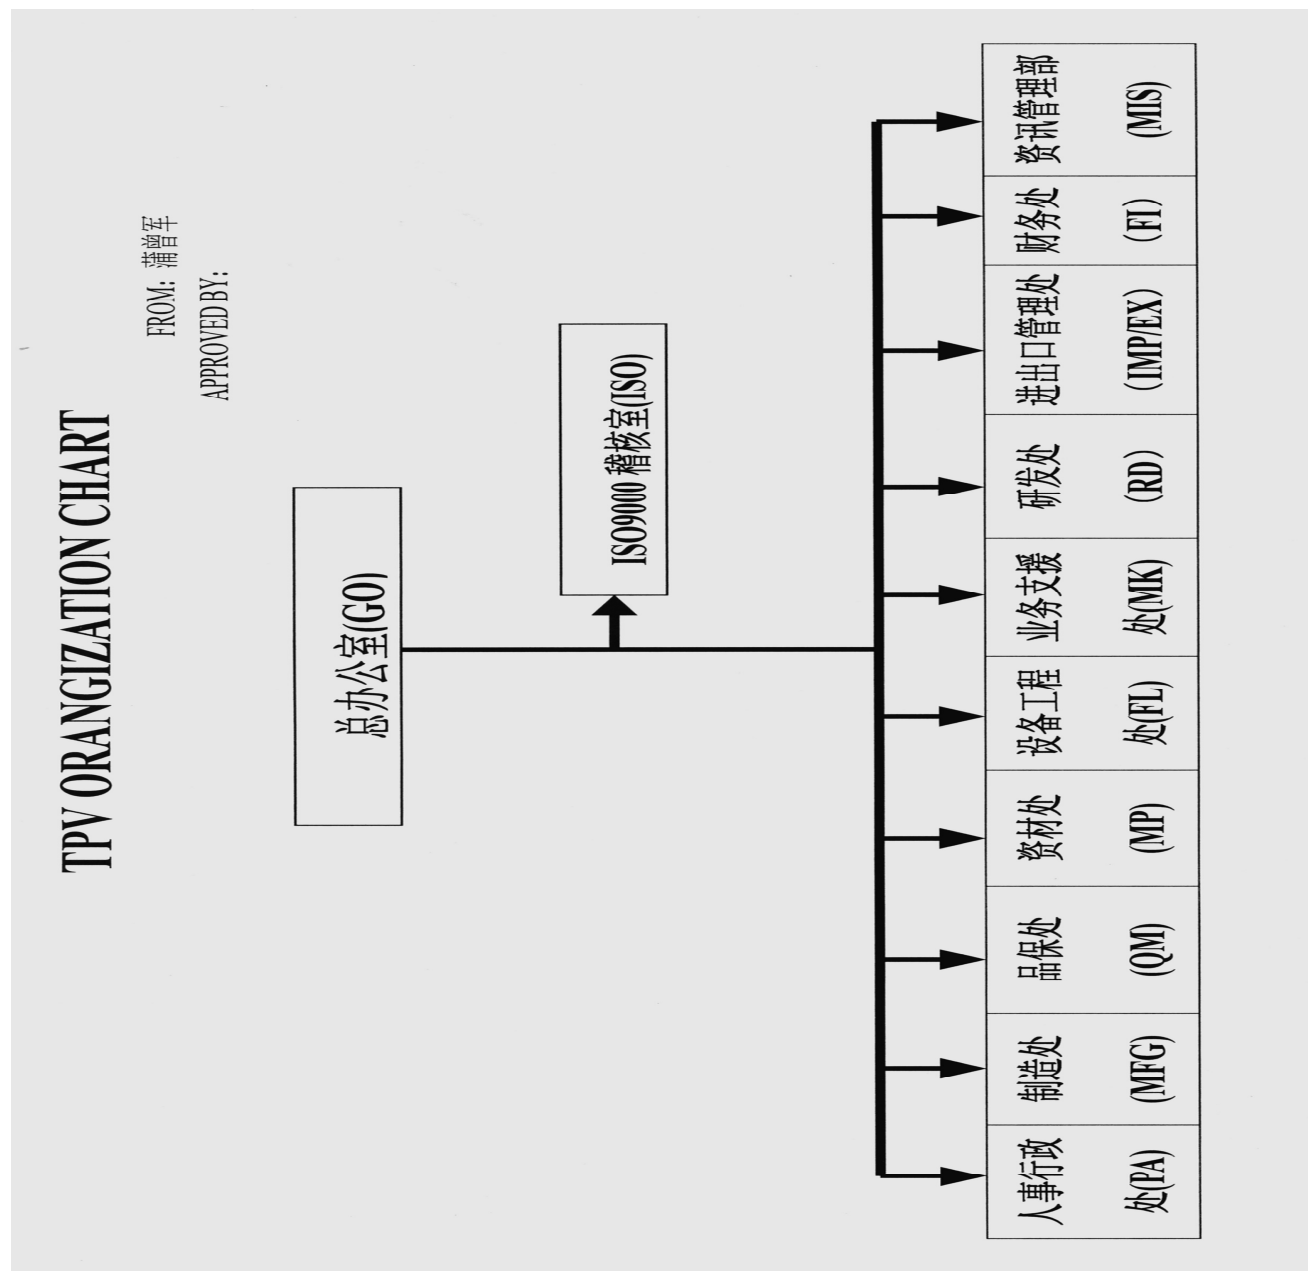 TPV ORANGIZATION CHART
FROM: 蒲曾军
APPROVED BY:
总办公室(GO)
ISO9000 稽核室(ISO)
人事行政
处(PA)
制造处
(MFG)
品保处
(QM)
资材处
(MP)
设备工程
处(FL)
业务支援
处(MK)
研发处
(RD)
进出口管理处
(IMP/EX)
财务处
(FI)
资讯管理部
(MIS)